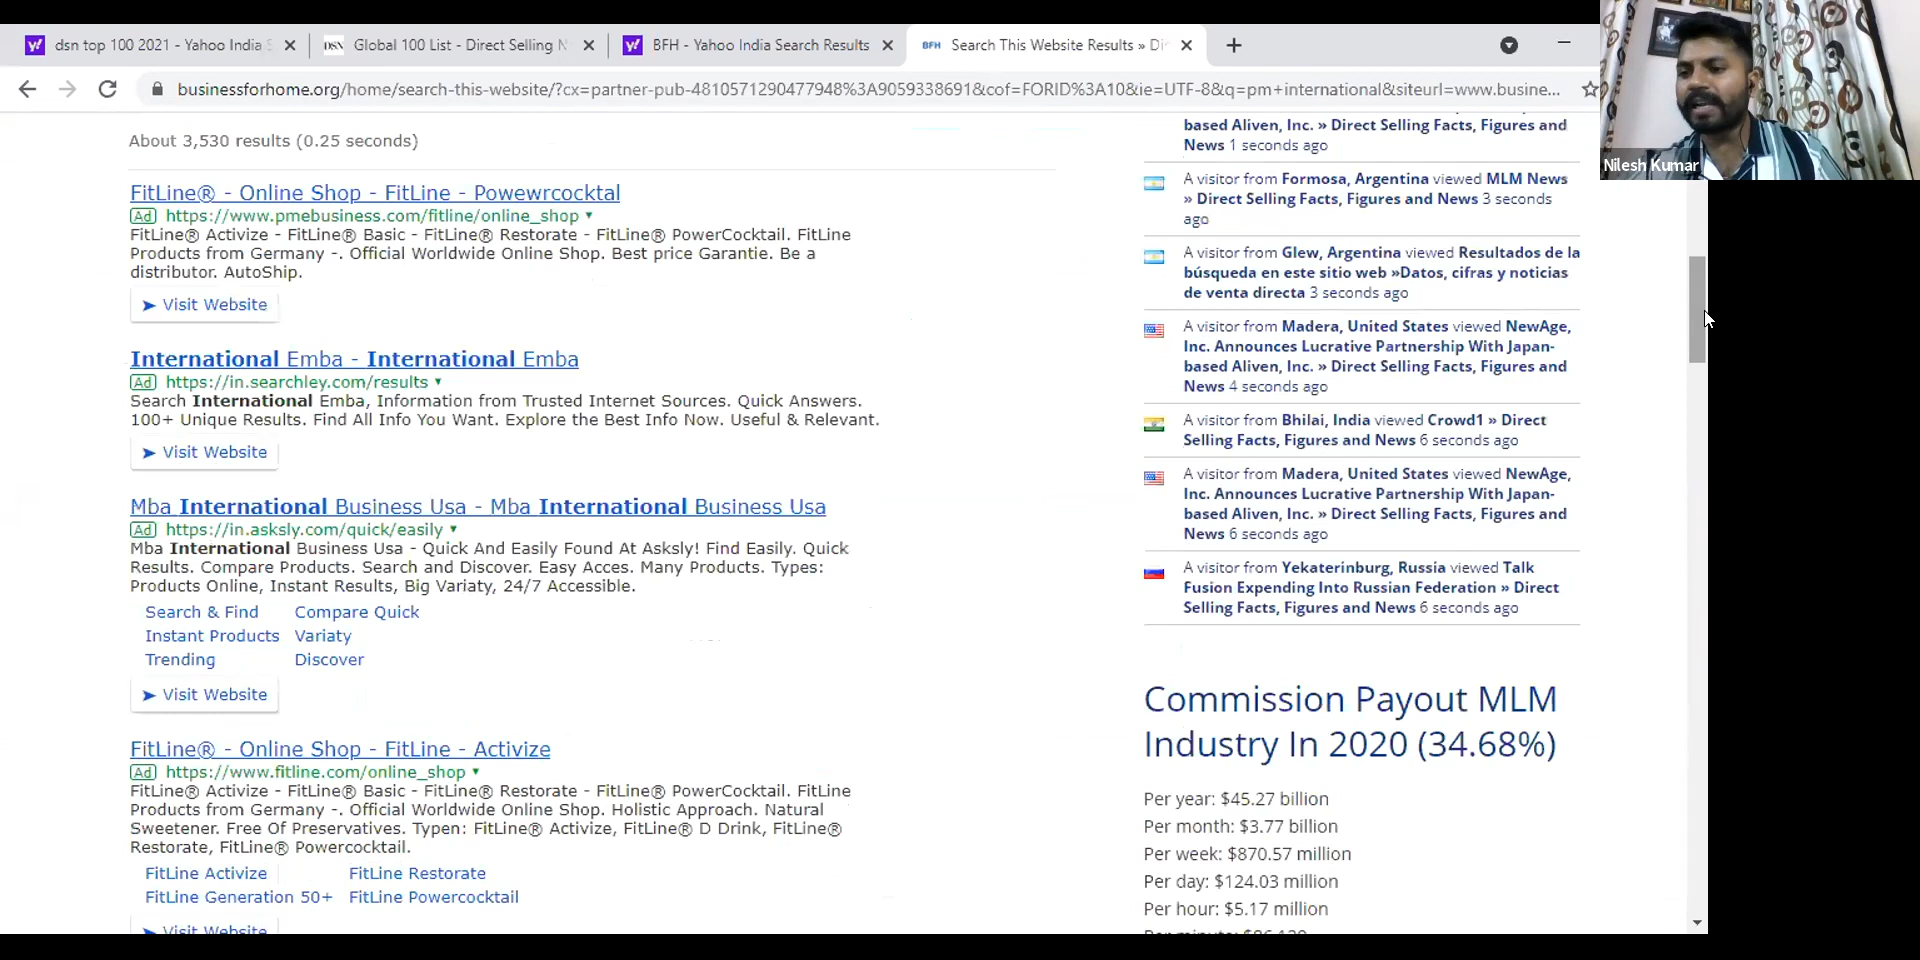 dsn top 100 2021 - Yahoo India S
Global 100 List - Direct Selling N
BFH - Yahoo India Search Results
BFH
Search This Website Results » Di
businessforhome.org/home/search-this-website/?cx=partner-pub-4810571290477948%3A9059338691&cof=FORID%3A10&ie=UTF-8&q=pm+international&siteurl=www.busine...
Nilesh Kumar
About 3,530 results (0.25 seconds)
FitLine® - Online Shop - FitLine - Powewrcocktal
Ad https://www.pmebusiness.com/fitline/online_shop
FitLine® Activize - FitLine® Basic - FitLine® Restorate - FitLine® PowerCocktail. FitLine
Products from Germany -. Official Worldwide Online Shop. Best price Garantie. Be a
distributor. AutoShip.
Visit Website
International Emba - International Emba
Ad https://in.searchley.com/results
Search International Emba, Information from Trusted Internet Sources. Quick Answers.
100+ Unique Results. Find All Info You Want. Explore the Best Info Now. Useful & Relevant.
Visit Website
Mba International Business Usa - Mba International Business Usa
Ad https://in.asksly.com/quick/easily
Mba International Business Usa - Quick And Easily Found At Asksly! Find Easily. Quick
Results. Compare Products. Search and Discover. Easy Acces. Many Products. Types:
Products Online, Instant Results, Big Variaty, 24/7 Accessible.
Search & Find Compare Quick
Instant Products Variaty
Trending Discover
Visit Website
FitLine® - Online Shop - FitLine - Activize
Ad https://www.fitline.com/online_shop
FitLine® Activize - FitLine® Basic - FitLine® Restorate - FitLine® PowerCocktail. FitLine
Products from Germany -. Official Worldwide Online Shop. Holistic Approach. Natural
Sweetener. Free Of Preservatives. Typen: FitLine® Activize, FitLine® D Drink, FitLine®
Restorate, FitLine® Powercocktail.
FitLine Activize FitLine Restorate
FitLine Generation 50+ FitLine Powercocktail
Visit Website
based Aliven, Inc. » Direct Selling Facts, Figures and
News 1 seconds ago
A visitor from Formosa, Argentina viewed MLM News
» Direct Selling Facts, Figures and News 3 seconds
ago
A visitor from Glew, Argentina viewed Resultados de la
búsqueda en este sitio web »Datos, cifras y noticias
de venta directa 3 seconds ago
A visitor from Madera, United States viewed NewAge,
Inc. Announces Lucrative Partnership With Japan-
based Aliven, Inc. » Direct Selling Facts, Figures and
News 4 seconds ago
A visitor from Bhilai, India viewed Crowd1 » Direct
Selling Facts, Figures and News 6 seconds ago
A visitor from Madera, United States viewed NewAge,
Inc. Announces Lucrative Partnership With Japan-
based Aliven, Inc. » Direct Selling Facts, Figures and
News 6 seconds ago
A visitor from Yekaterinburg, Russia viewed Talk
Fusion Expending Into Russian Federation » Direct
Selling Facts, Figures and News 6 seconds ago
Commission Payout MLM
Industry In 2020 (34.68%)
Per year: $45.27 billion
Per month: $3.77 billion
Per week: $870.57 million
Per day: $124.03 million
Per hour: $5.17 million